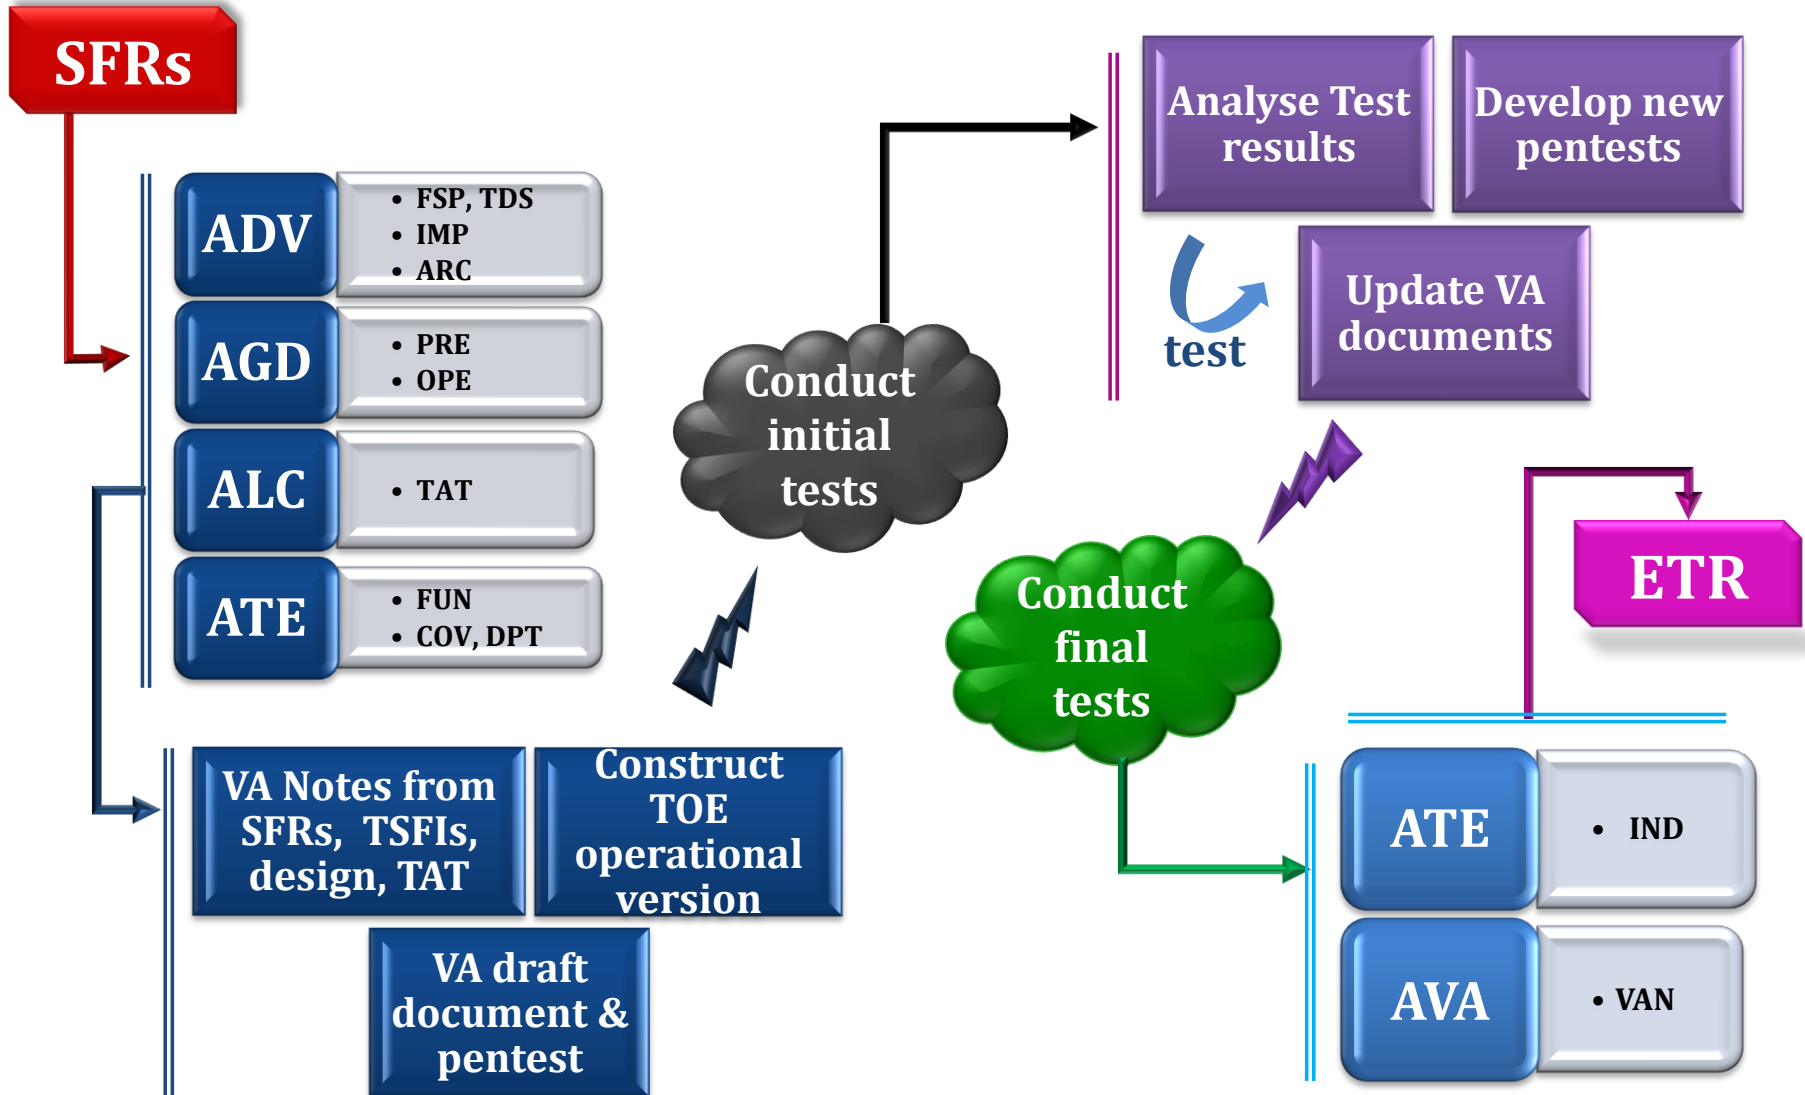 SFRs
ADV
• FSP, TDS
• IMP
• ARC
AGD
• PRE
• OPE
ALC
• TAT
ATE
• FUN
• COV, DPT
VA Notes from
SFRs, TSFIs,
design, TAT
Construct
TOE
operational
version
VA draft
document &
pentest
Conduct
initial
tests
Analyse Test
results
Develop new
pentests
test
Update VA
documents
Conduct
final
tests
ATE
• IND
AVA
• VAN
ETR